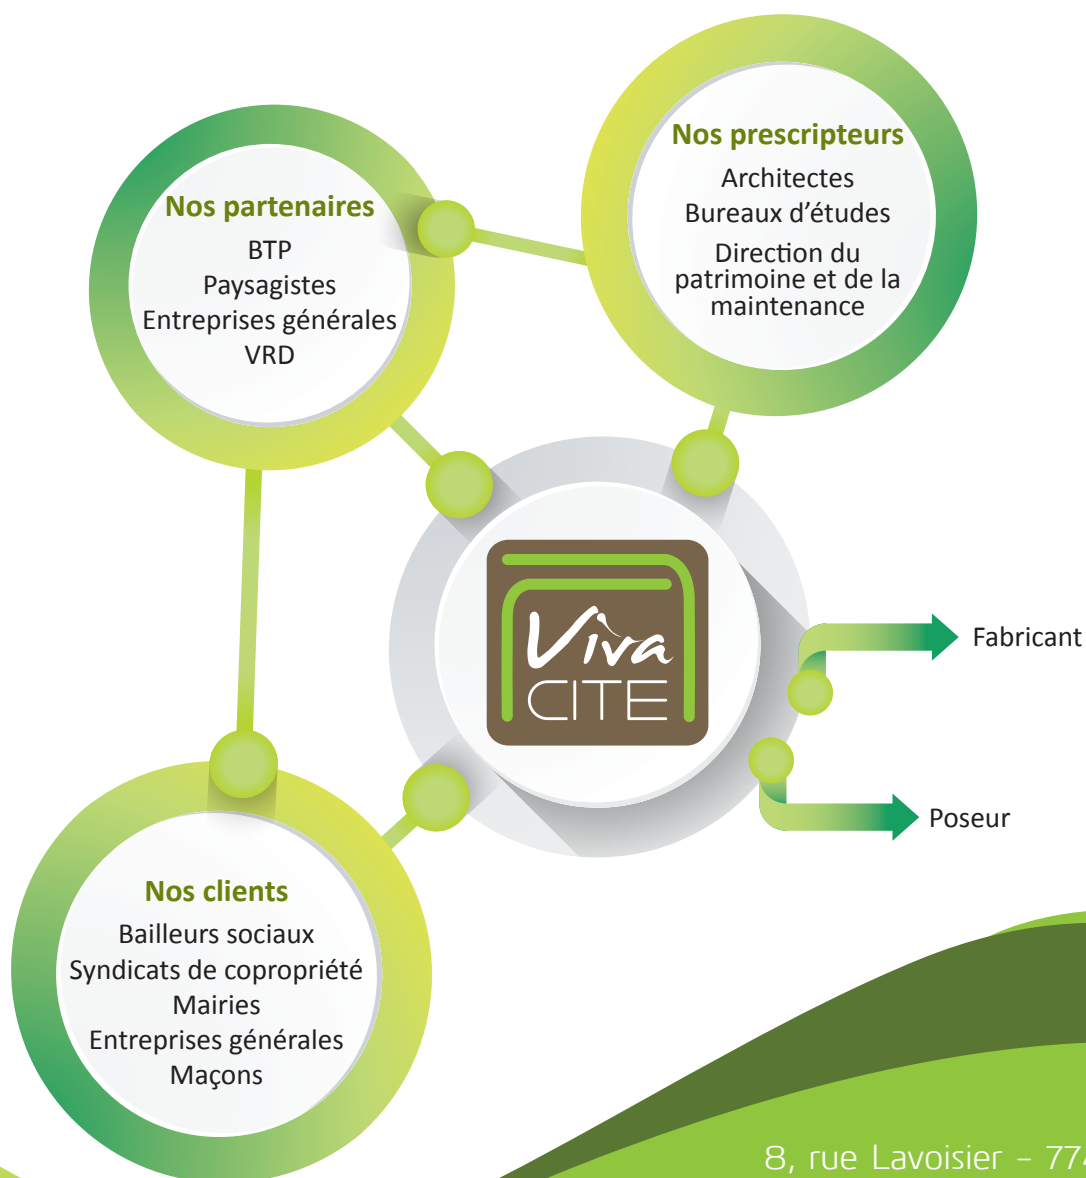 Nos prescripteurs
Architectes
Bureaux d’études
Direction du
patrimoine et de la
maintenance
Nos partenaires
BTP
Paysagistes
Entreprises générales
VRD
Viva
CITE
Fabricant
Poseur
Nos clients
Bailleurs sociaux
Syndicats de copropriété
Mairies
Entreprises générales
Maçons
8, rue Lavoisier – 774